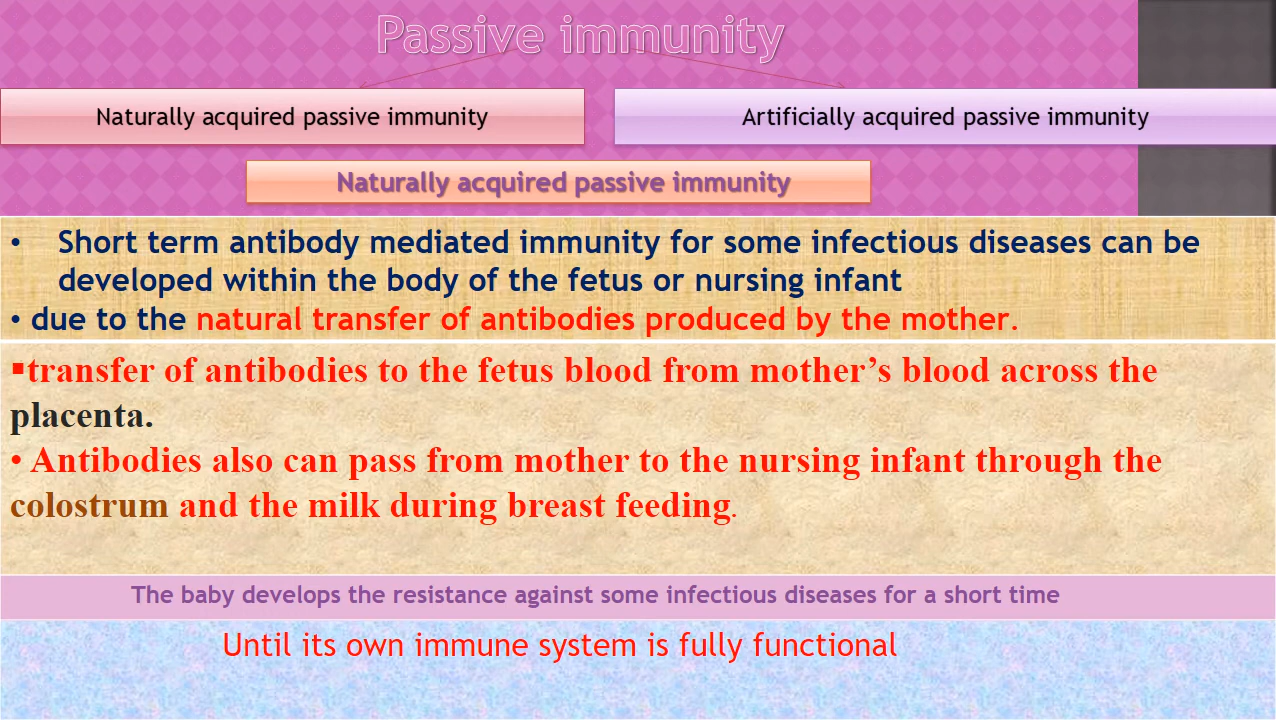 Passive immunity
Naturally acquired passive immunity
Artificially acquired passive immunity
Naturally acquired passive immunity
• Short term antibody mediated immunity for some infectious diseases can be
developed within the body of the fetus or nursing infant
• due to the natural transfer of antibodies produced by the mother.
▪transfer of antibodies to the fetus blood from mother’s blood across the
placenta.
• Antibodies also can pass from mother to the nursing infant through the
colostrum and the milk during breast feeding.
The baby develops the resistance against some infectious diseases for a short time
Until its own immune system is fully functional